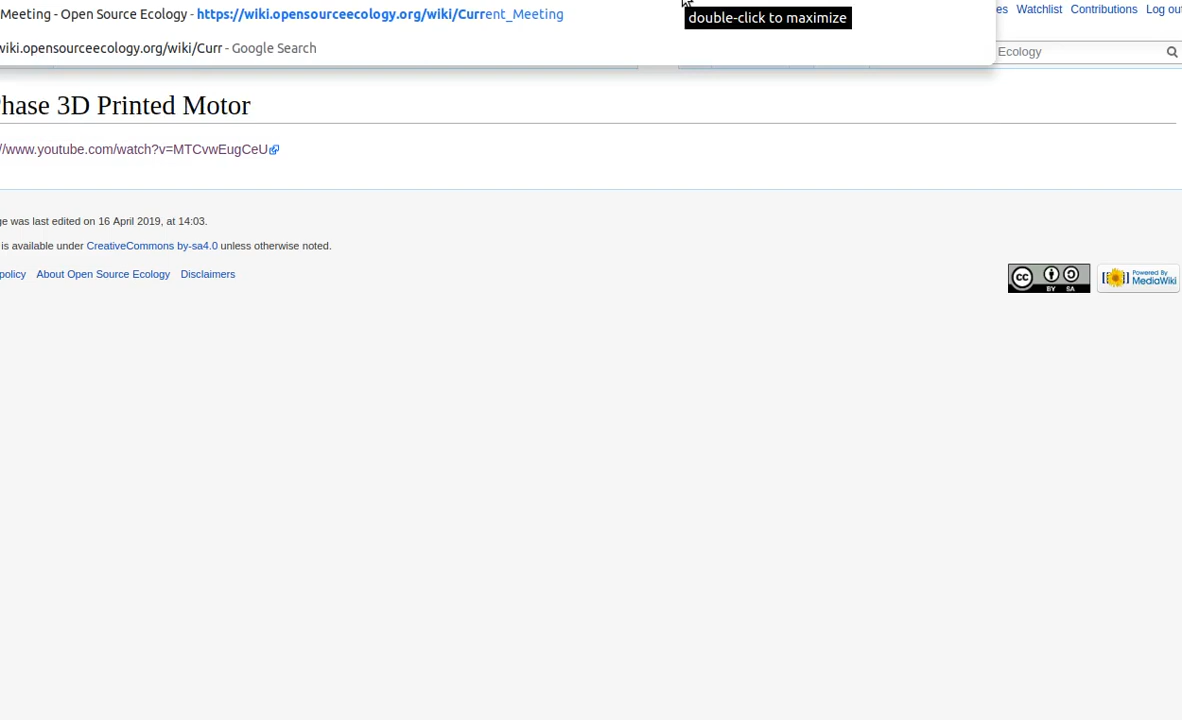 Meeting - Open Source Ecology - https://wiki.opensourceecology.org/wiki/Current_Meeting
double-click to maximize
es Watchlist Contributions Log out
wiki.opensourceecology.org/wiki/Curr - Google Search
Ecology
hase 3D Printed Motor
//www.youtube.com/watch?v=MTCvwEugCeU
ge was last edited on 16 April 2019, at 14:03.
is available under CreativeCommons by-sa4.0 unless otherwise noted.
policy About Open Source Ecology Disclaimers
cc BY SA
Powered By MediaWiki